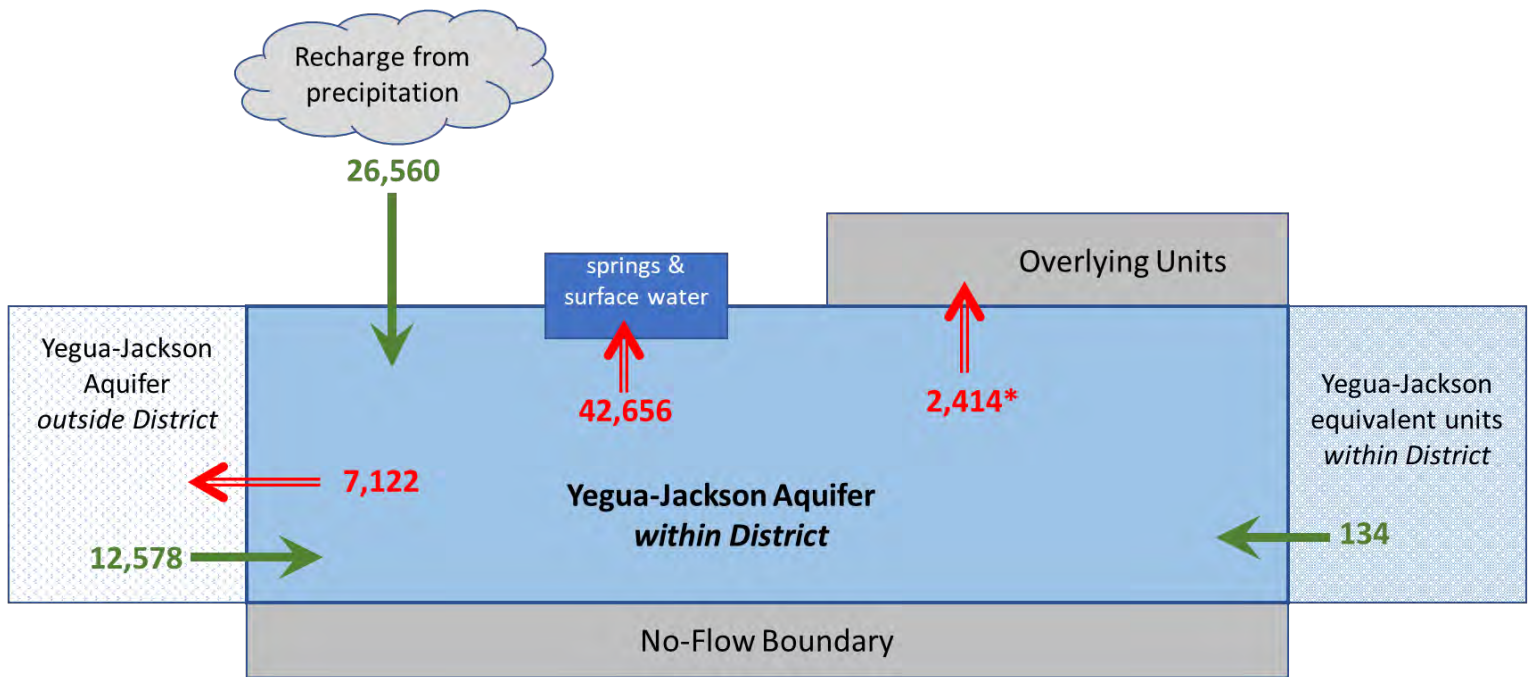 Recharge from
precipitation
26,560
springs &
surface water
Overlying Units
Yegua-Jackson
Aquifer
outside District
42,656
2,414*
Yegua-Jackson
equivalent units
within District
7,122
Yegua-Jackson Aquifer
within District
12,578
134
No-Flow Boundary